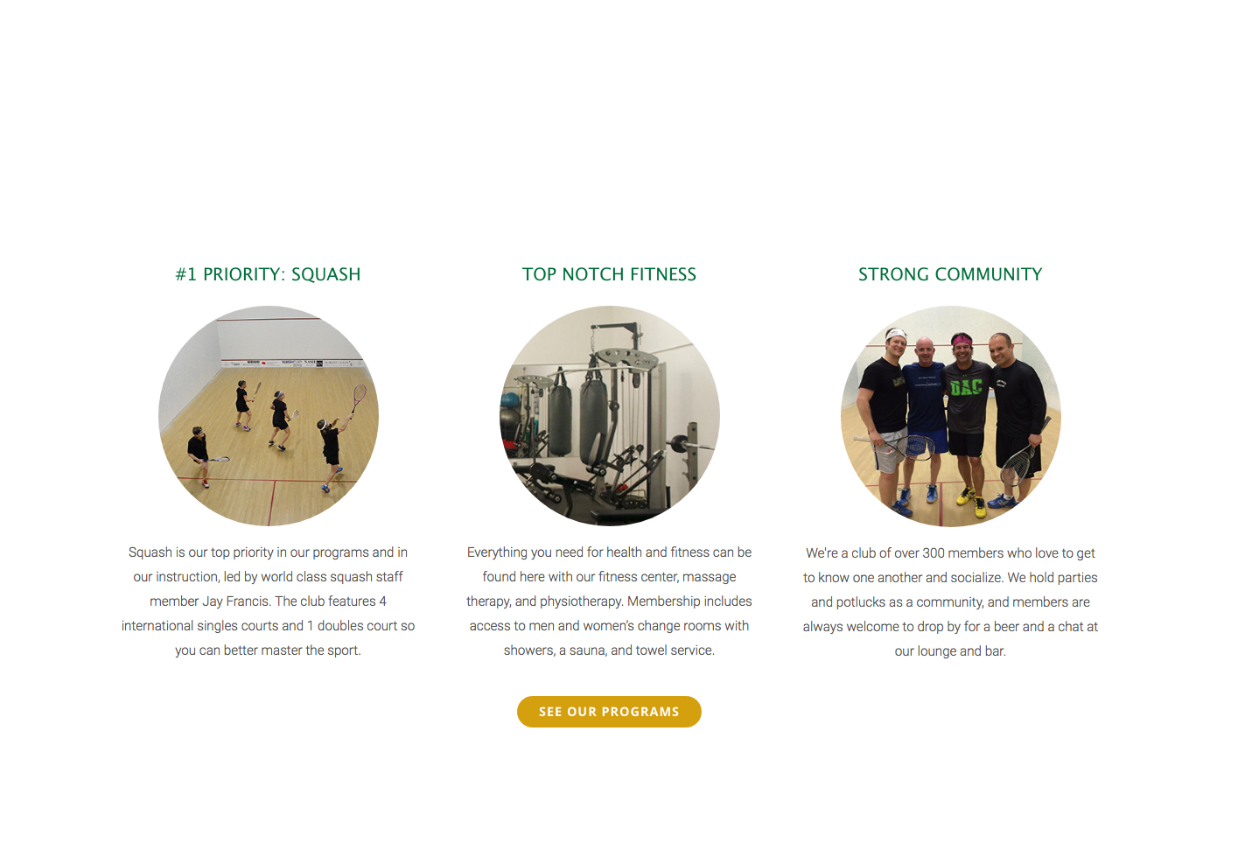 #1 PRIORITY: SQUASH
Squash is our top priority in our programs and in
our instruction, led by world class squash staff
member Jay Francis. The club features 4
international singles courts and 1 doubles court so
you can better master the sport.
TOP NOTCH FITNESS
Everything you need for health and fitness can be
found here with our fitness center, massage
therapy, and physiotherapy. Membership includes
access to men and women's change rooms with
showers, a sauna, and towel service.
STRONG COMMUNITY
DAC
We're a club of over 300 members who love to get
to know one another and socialize. We hold parties
and potlucks as a community, and members are
always welcome to drop by for a beer and a chat at
our lounge and bar.
SEE OUR PROGRAMS